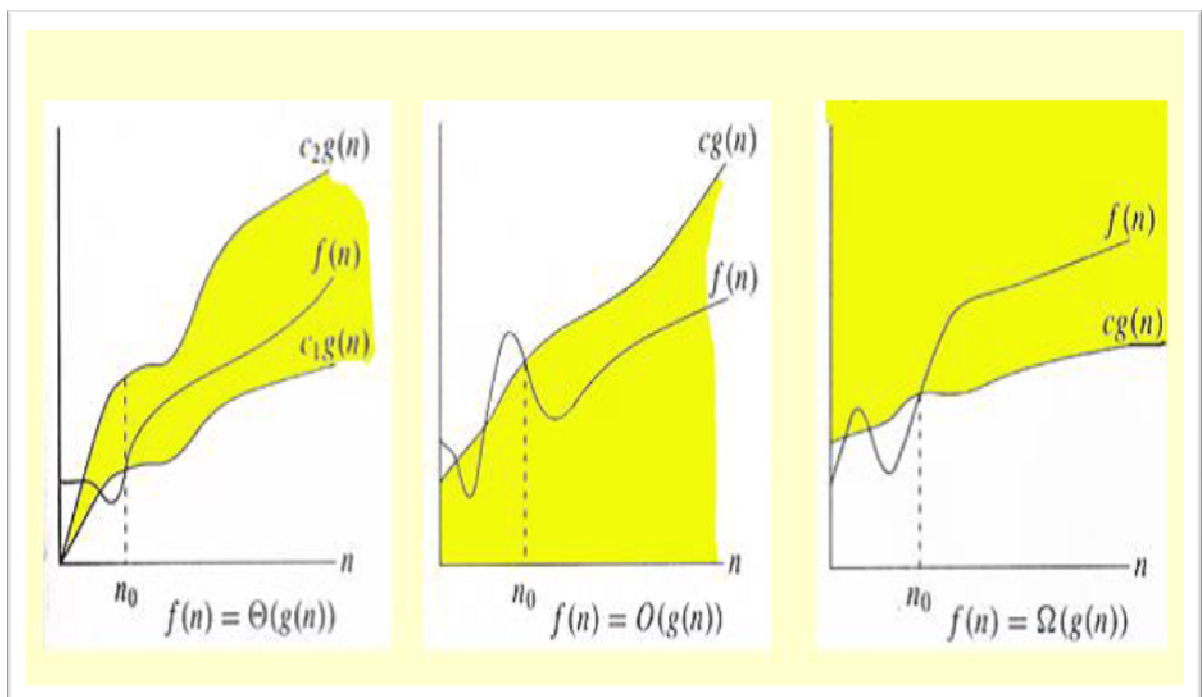 c₂g(n)
f(n)
c₁g(n)
n
n₀
f(n) = Θ(g(n))
cg(n)
f(n)
n
n₀
f(n) = O(g(n))
f(n)
cg(n)
n
n₀
f(n) = Ω(g(n))